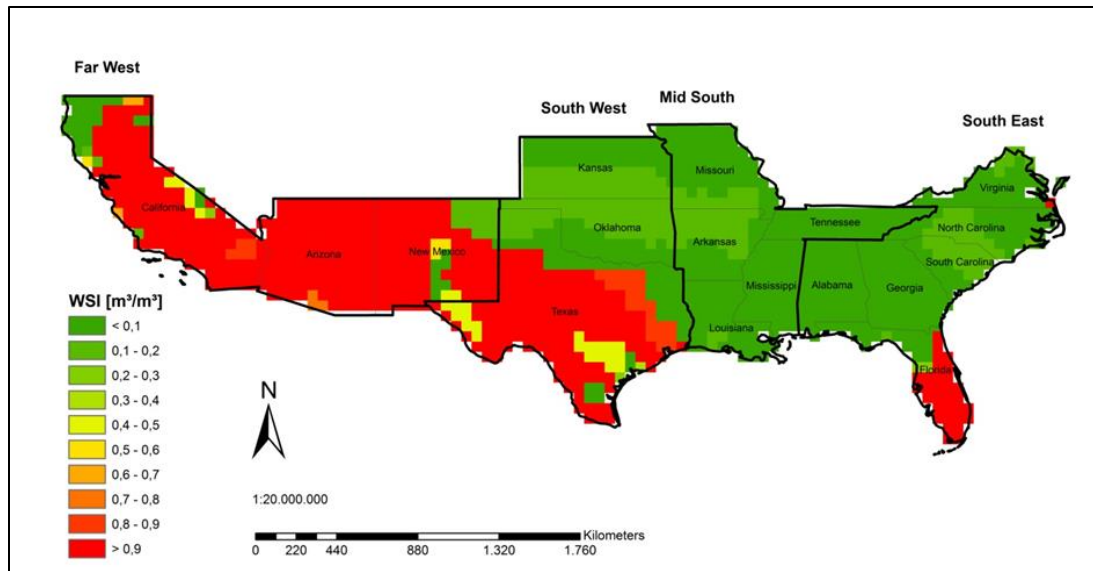 Far West
South West
Mid South
South East
Kansas
Missouri
Virginia
California
Tennessee
North Carolina
Oklahoma
Arkansas
Arizona
New Mexico
South Carolina
Mississippi
Alabama
Georgia
Texas
Louisiana
Florida
WSI [m³/m³]
< 0,1
0,1 - 0,2
0,2 - 0,3
0,3 - 0,4
0,4 - 0,5
0,5 - 0,6
0,6 - 0,7
0,7 - 0,8
0,8 - 0,9
> 0,9
N
1:20.000.000
Kilometers
0 220 440 880 1.320 1.760